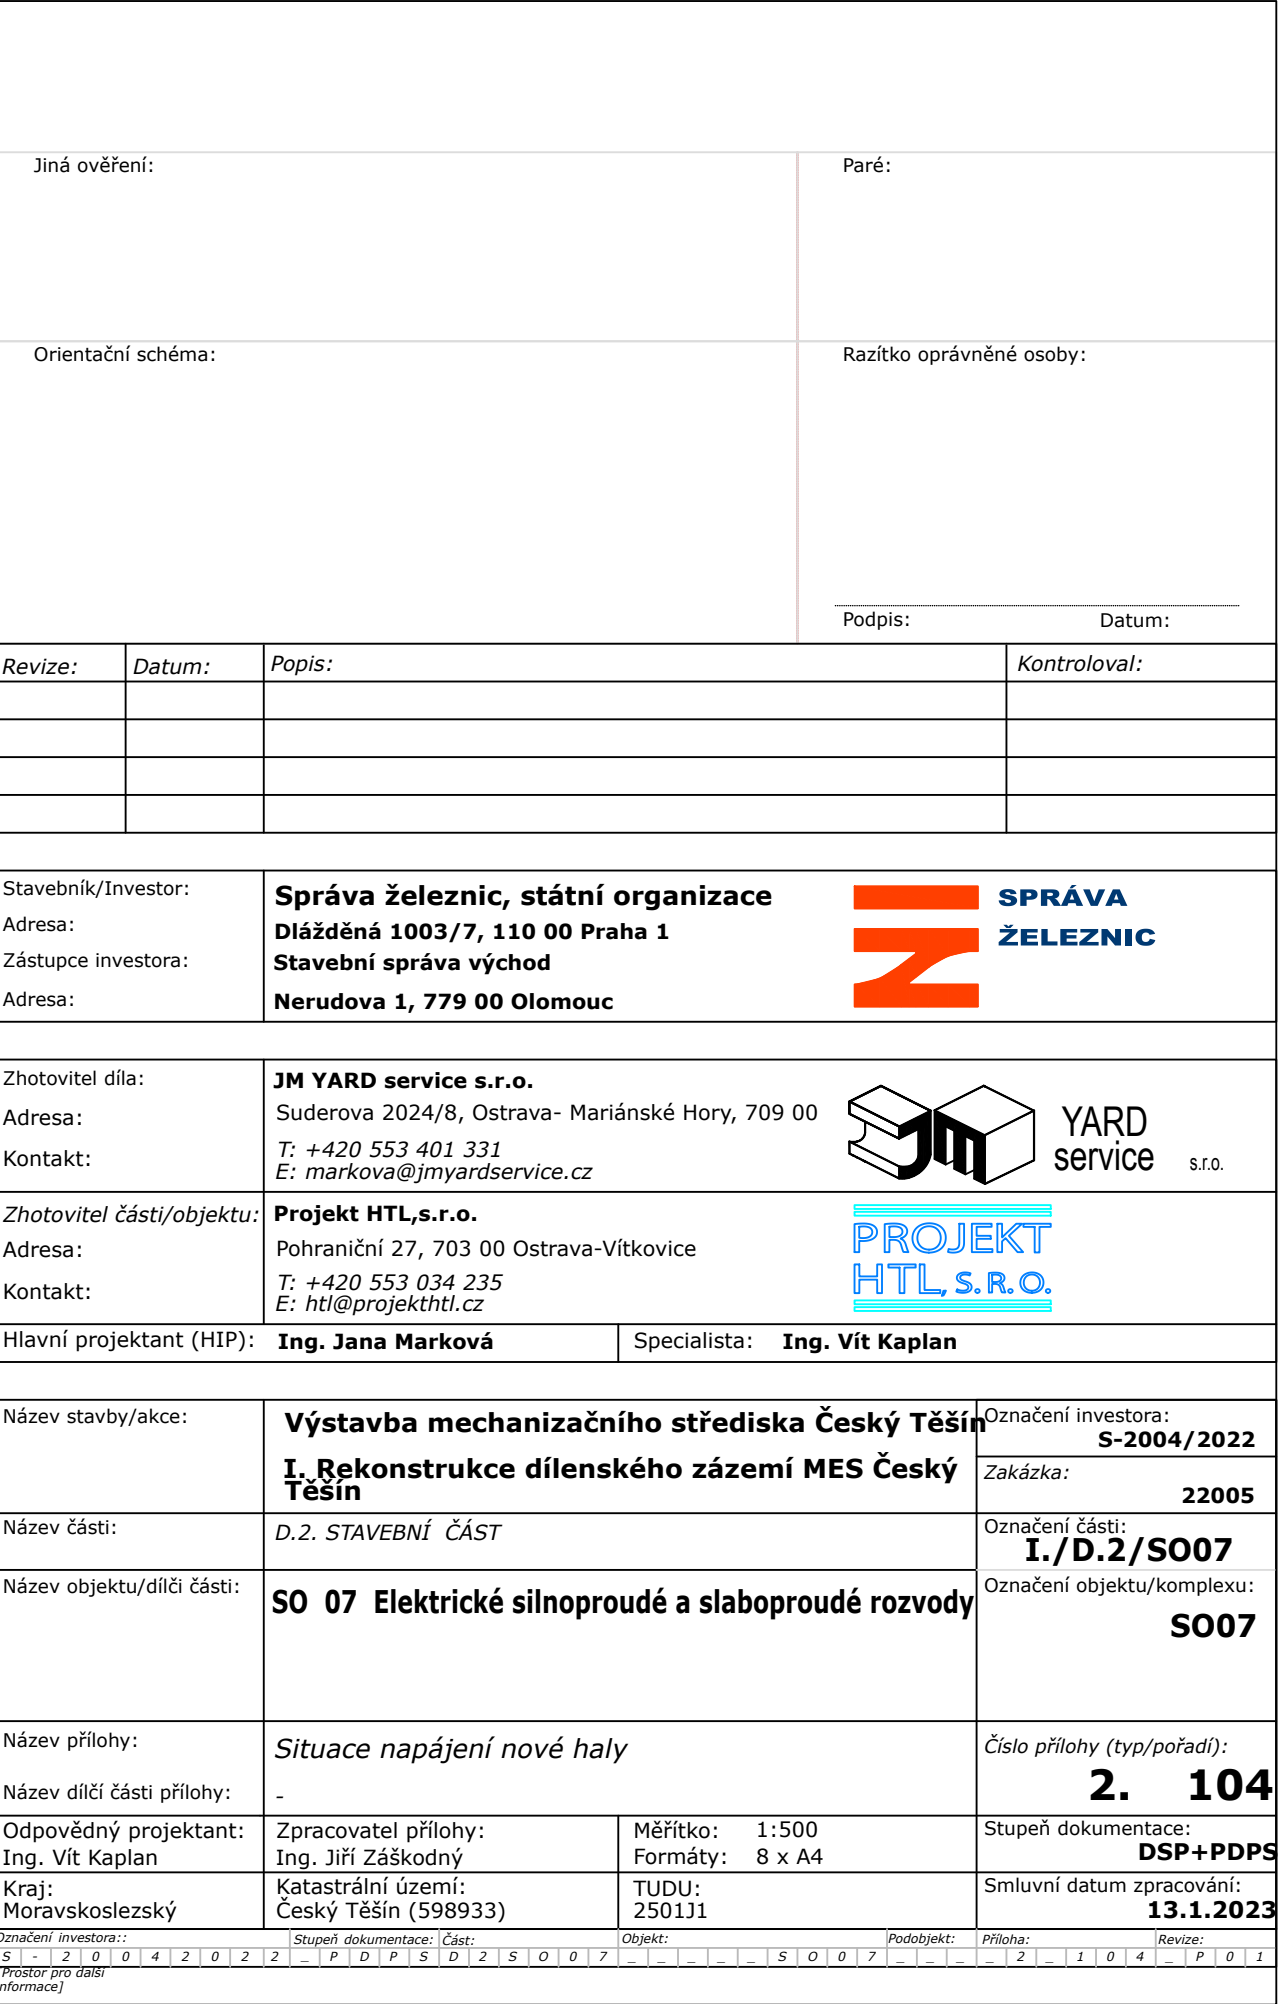 Jiná ověření:
Paré:
Orientační schéma:
Razítko oprávněné osoby:
Podpis: Datum:
Revize: Datum: Popis: Kontroloval:
Stavebník/Investor: Správa železnic, státní organizace
Adresa: Dlážděná 1003/7, 110 00 Praha 1
Zástupce investora: Stavební správa východ
Adresa: Nerudova 1, 779 00 Olomouc
SPRÁVA
ŽELEZNIC
Zhotovitel díla: JM YARD service s.r.o.
Adresa: Suderova 2024/8, Ostrava- Mariánské Hory, 709 00
Kontakt: T: +420 553 401 331
E: markova@jmyardservice.cz
JM YARD
service s.r.o.
Zhotovitel části/objektu: Projekt HTL,s.r.o.
Adresa: Pohraniční 27, 703 00 Ostrava-Vítkovice
Kontakt: T: +420 553 034 235
E: htl@projekthtl.cz
PROJEKT
HTL, S.R.O.
Hlavní projektant (HIP): Ing. Jana Marková Specialista: Ing. Vít Kaplan
Název stavby/akce: Výstavba mechanizačního střediska Český Těšín
I. Rekonstrukce dílenského zázemí MES Český
Těšín
Označení investora:
S-2004/2022
Zakázka:
22005
Název části: D.2. STAVEBNÍ ČÁST
Označení části:
I./D.2/SO07
Název objektu/dílči části: SO 07 Elektrické silnoproudé a slaboproudé rozvody
Označení objektu/komplexu:
SO07
Název přílohy: Situace napájení nové haly
Název dílčí části přílohy: -
Číslo přílohy (typ/pořadí):
2. 104
Odpovědný projektant: Zpracovatel přílohy: Měřítko: 1:500
Ing. Vít Kaplan Ing. Jiří Záškodný Formáty: 8 x A4
Stupeň dokumentace:
DSP+PDPS
Kraj: Katastrální území: TUDU:
Moravskoslezský Český Těšín (598933) 2501J1
Smluvní datum zpracování:
13.1.2023
Označení investora:: Stupeň dokumentace: Část: Objekt: Podobjekt: Příloha: Revize:
S - 2 0 0 4 2 0 2 2 _ P D P S D 2 S O 0 7 _ _ _ _ _ S O 0 7 _ _ _ _ 2 _ 1 0 4 _ P 0 1
Prostor pro další
nformace]